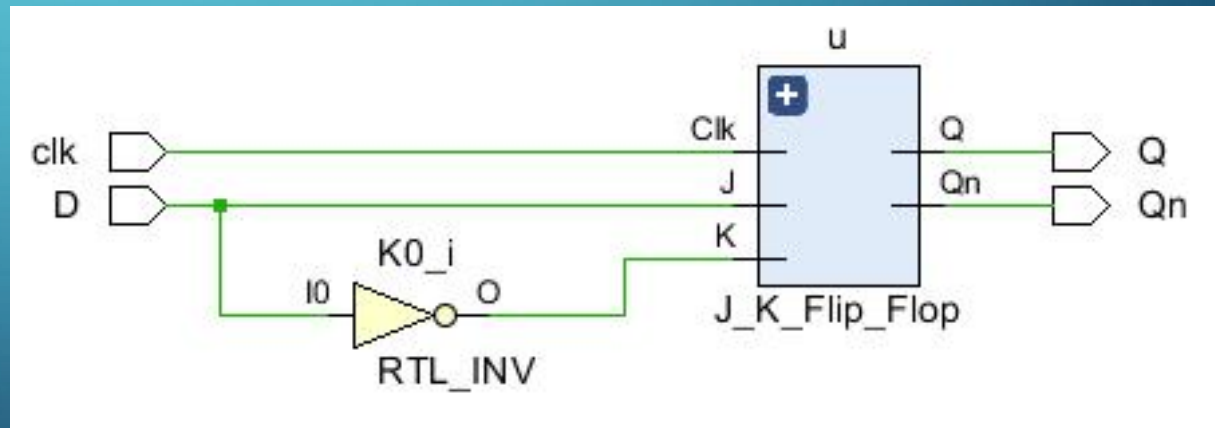 u
clk
Clk
Q
Q
D
J
Qn
Qn
K
K0_i
I0
O
J_K_Flip_Flop
RTL_INV